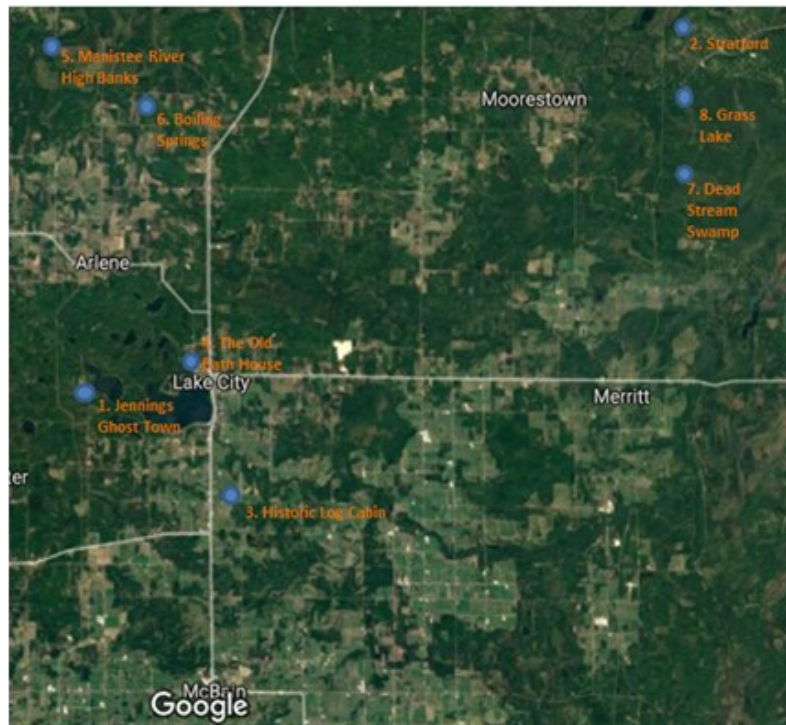 2. Stratford
5. Manistee River
High Banks
Moorestown
8. Grass
Lake
6. Boiling
Springs
7. Dead
Stream
Swamp
Arlene
4. The Old
Bath House
Lake City
1. Jennings
Ghost Town
Merritt
ter
3. Historic Log Cabin
McBain
Google